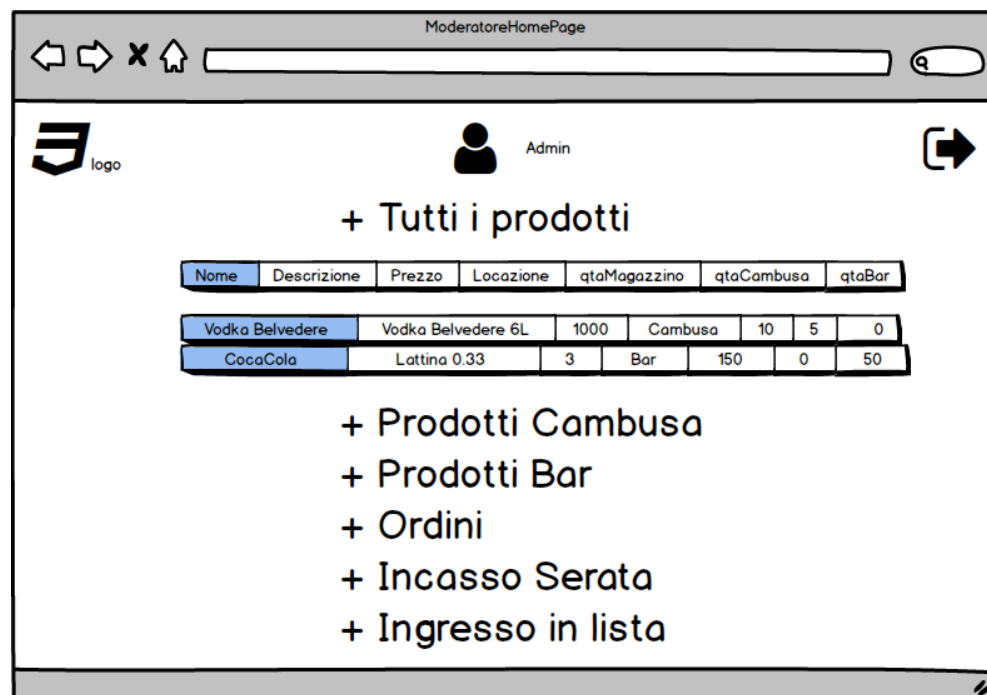 ModeratoreHomePage
logo
Admin
+ Tutti i prodotti
Nome Descrizione Prezzo Locazione qtaMagazzino qtaCambusa qtaBar
Vodka Belvedere Vodka Belvedere 6L 1000 Cambusa 10 5 0
CocaCola Lattina 0.33 3 Bar 150 0 50
+ Prodotti Cambusa
+ Prodotti Bar
+ Ordini
+ Incasso Serata
+ Ingresso in lista